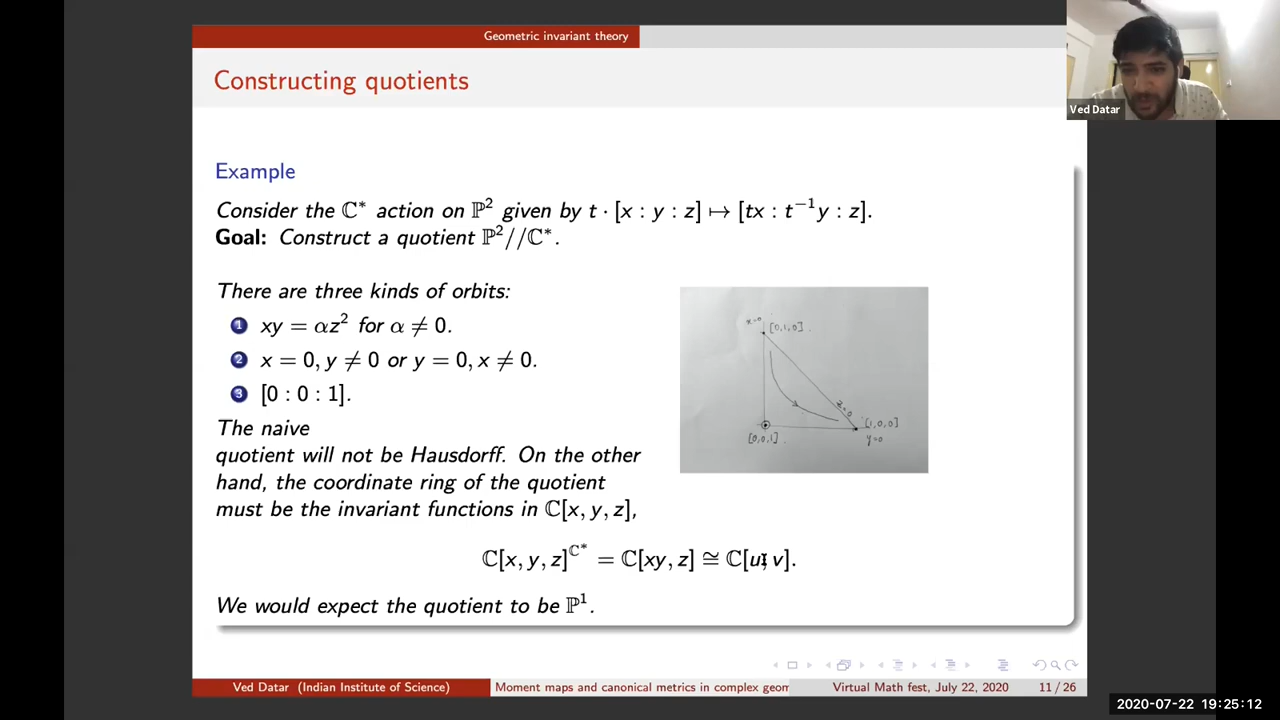 Geometric invariant theory
Constructing quotients
Ved Datar
Example
Consider the ℂ* action on ℙ² given by t · [x : y : z] ↦ [tx : t⁻¹y : z].
Goal: Construct a quotient ℙ²//ℂ*.
There are three kinds of orbits:
1 xy = αz² for α ≠ 0.
2 x = 0, y ≠ 0 or y = 0, x ≠ 0.
3 [0 : 0 : 1].
x=0
[0,1,0]
z=0
[1,0,0]
[0,0,1]
y=0
The naive
quotient will not be Hausdorff. On the other
hand, the coordinate ring of the quotient
must be the invariant functions in ℂ[x, y, z],
ℂ[x, y, z]^ℂ* = ℂ[xy, z] ≅ ℂ[u, v].
We would expect the quotient to be ℙ¹.
Ved Datar (Indian Institute of Science)
Moment maps and canonical metrics in complex geom
Virtual Math fest, July 22, 2020
11 / 26
2020-07-22 19:25:12